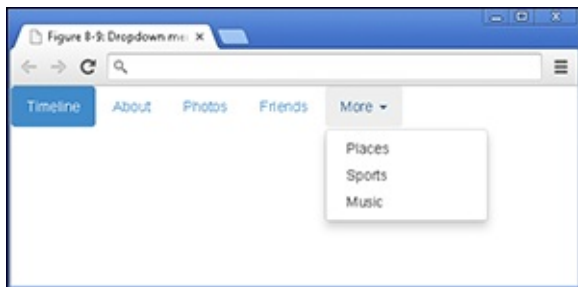 Figure 8-9: Dropdown me
Timeline About Photos Friends More
Places
Sports
Music